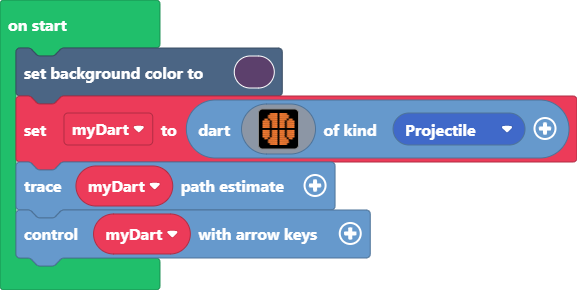 on start
set background color to
set myDart to dart of kind Projectile
trace myDart path estimate
control myDart with arrow keys